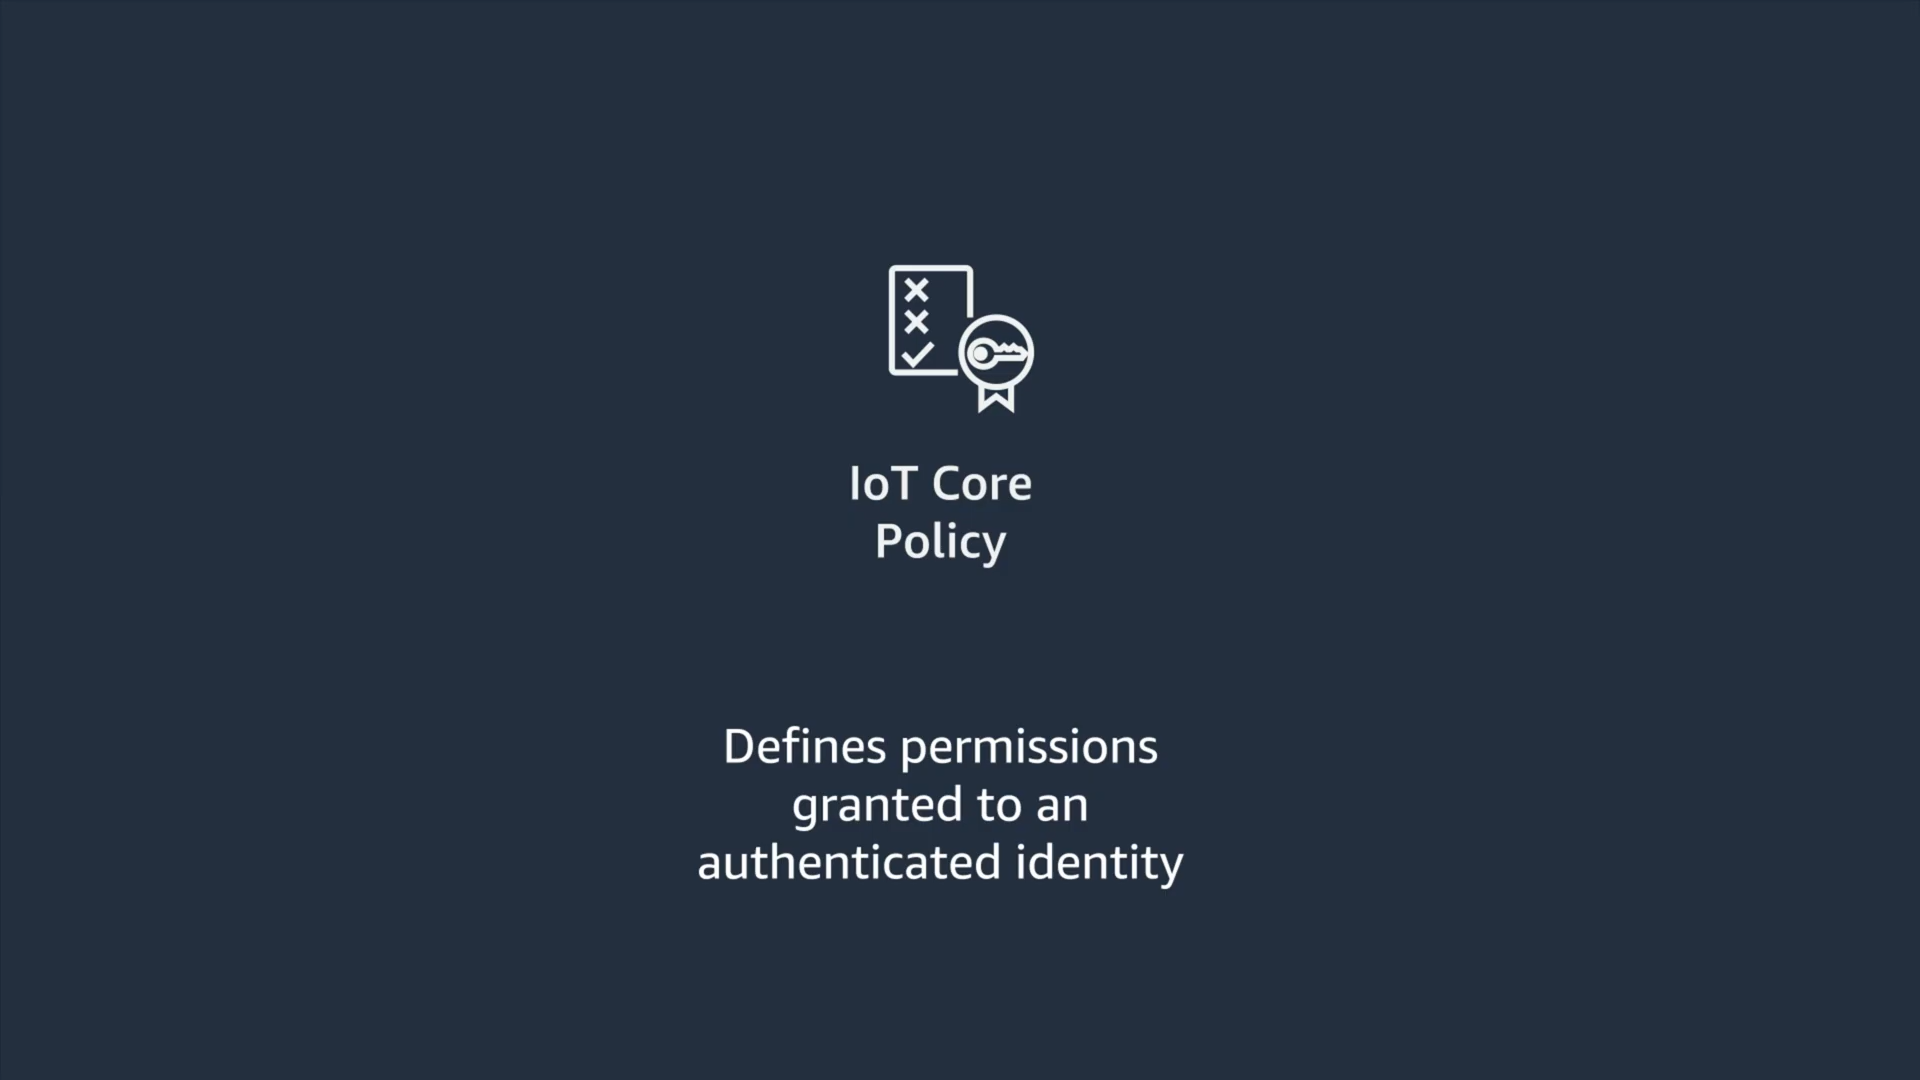 IoT Core
Policy
Defines permissions
granted to an
authenticated identity